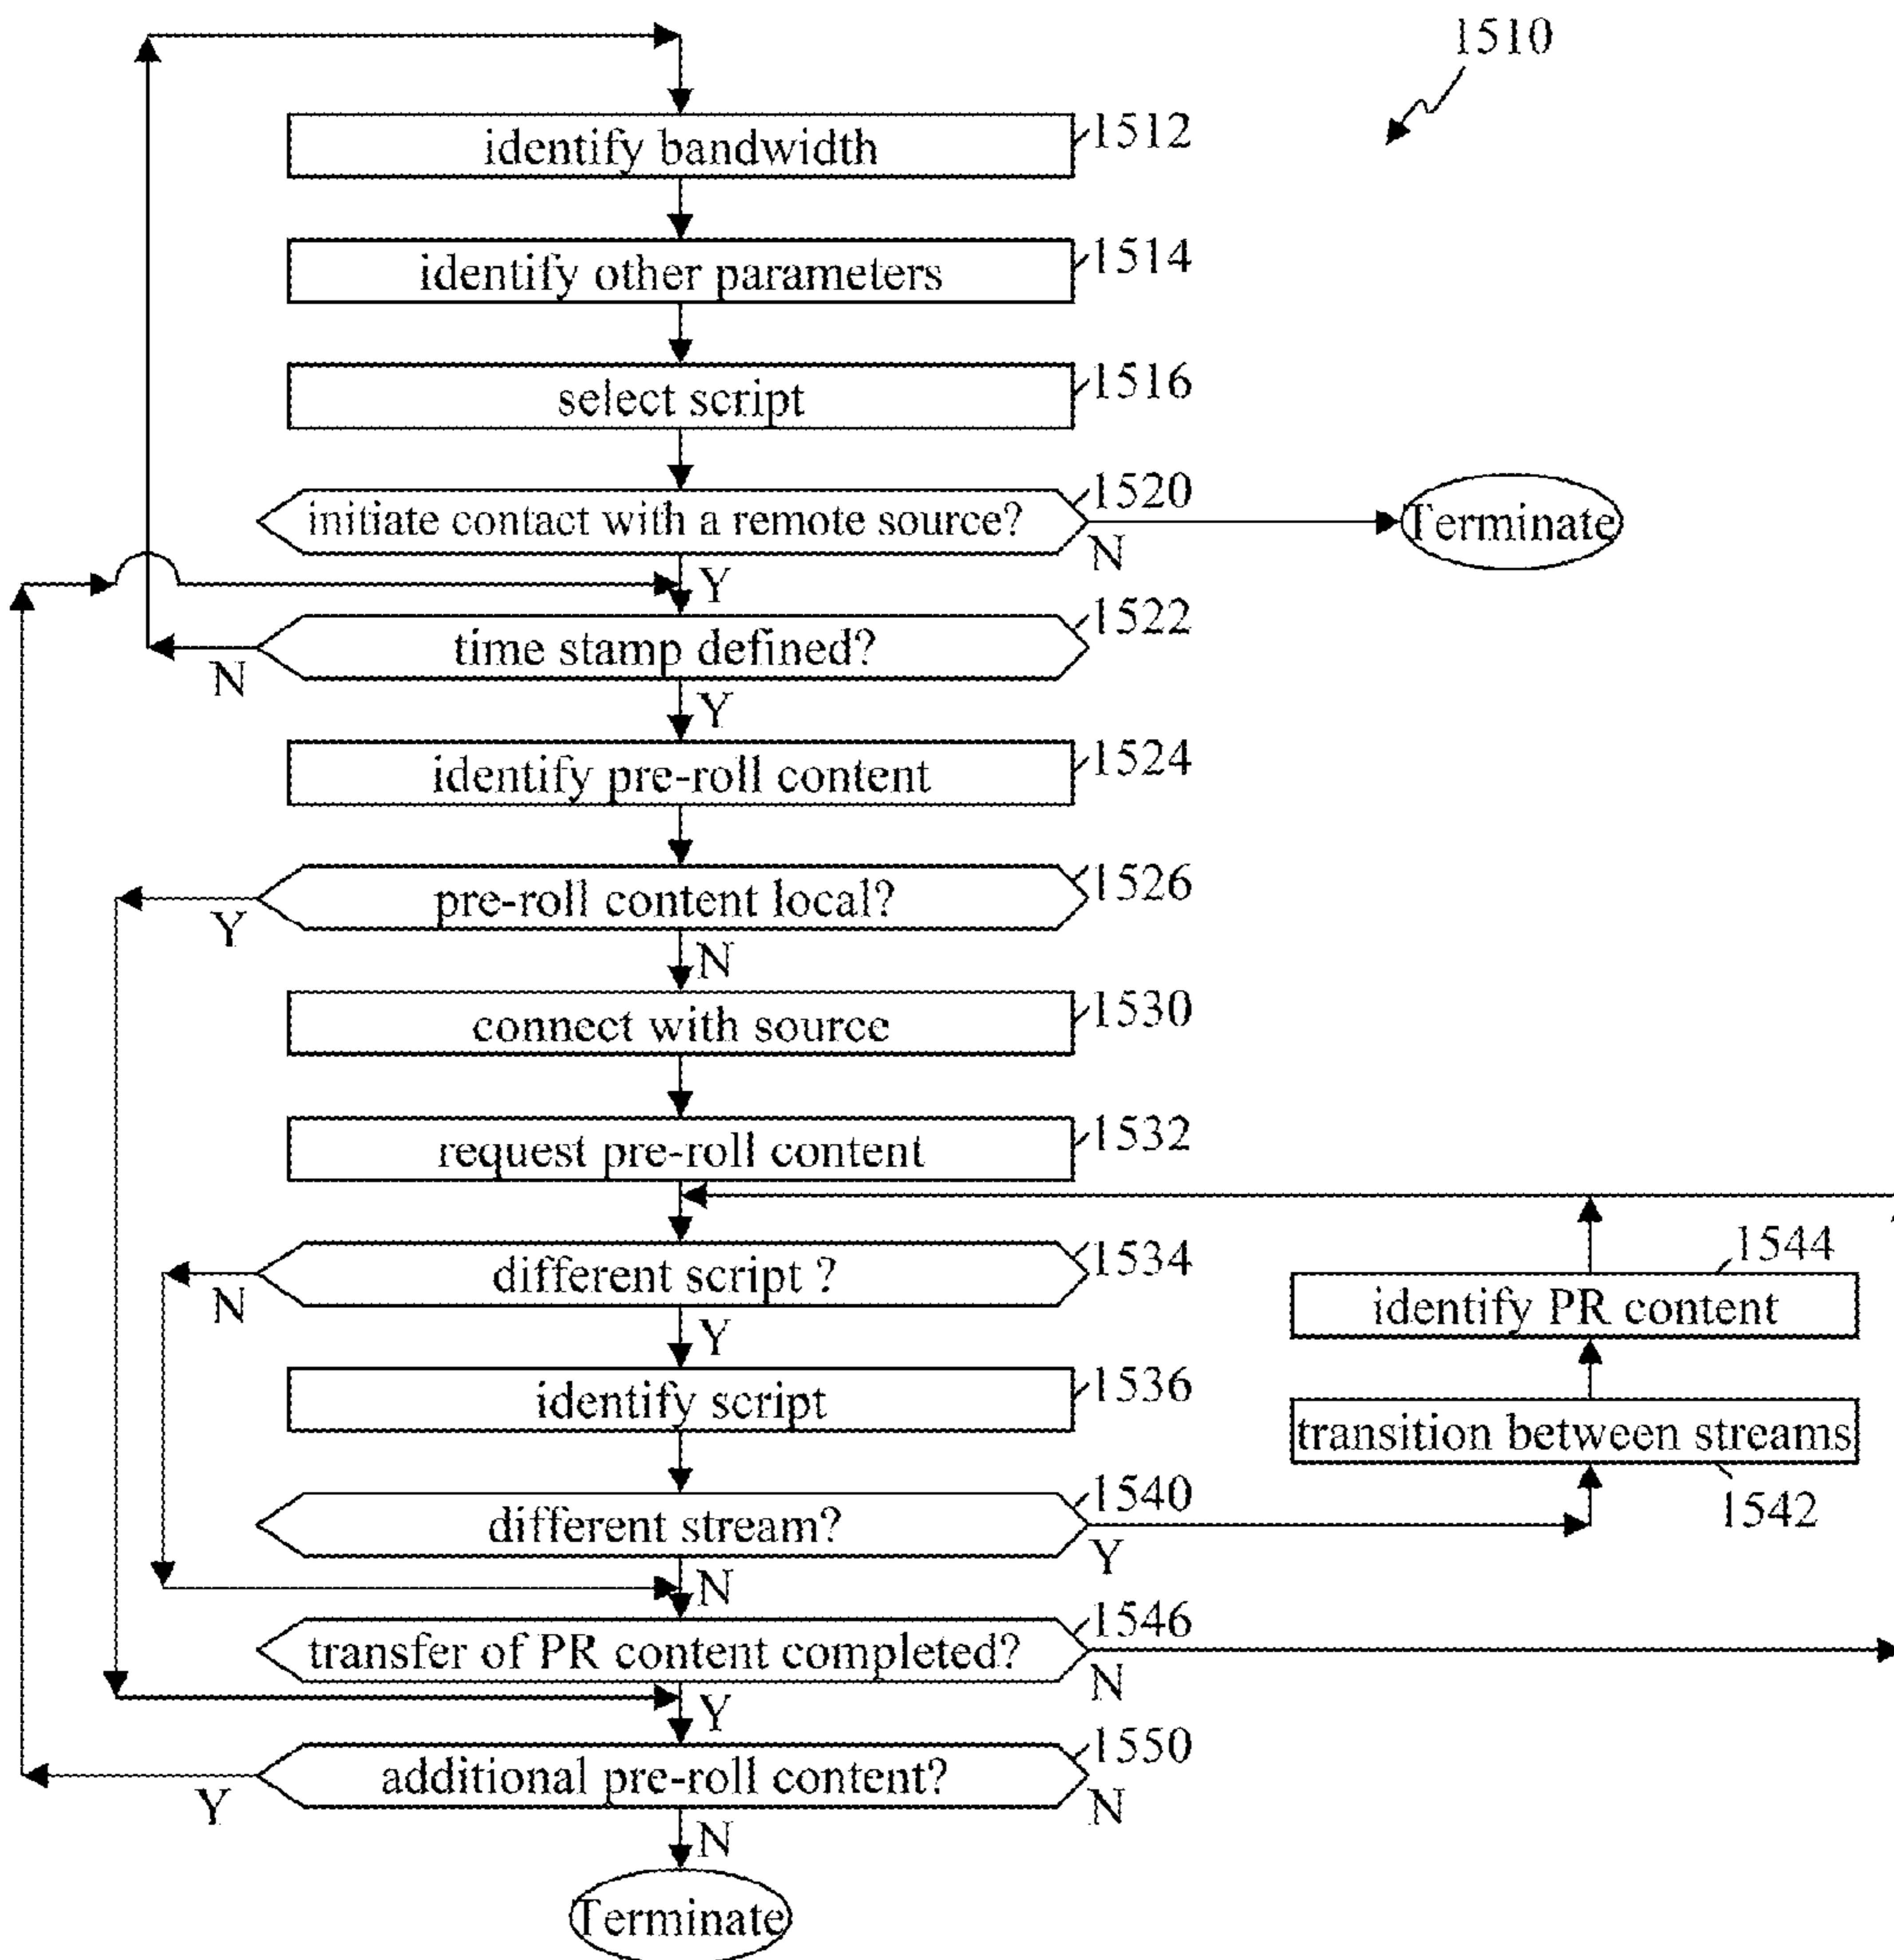 1510
identify bandwidth
1512
identify other parameters
1514
select script
1516
initiate contact with a remote source?
1520
N
Terminate
Y
time stamp defined?
1522
N
Y
identify pre-roll content
1524
pre-roll content local?
1526
Y
N
connect with source
1530
request pre-roll content
1532
different script ?
1534
N
Y
1544
identify PR content
identify script
1536
transition between streams
1542
different stream?
1540
Y
N
transfer of PR content completed?
1546
N
Y
additional pre-roll content?
1550
Y
N
N
Terminate